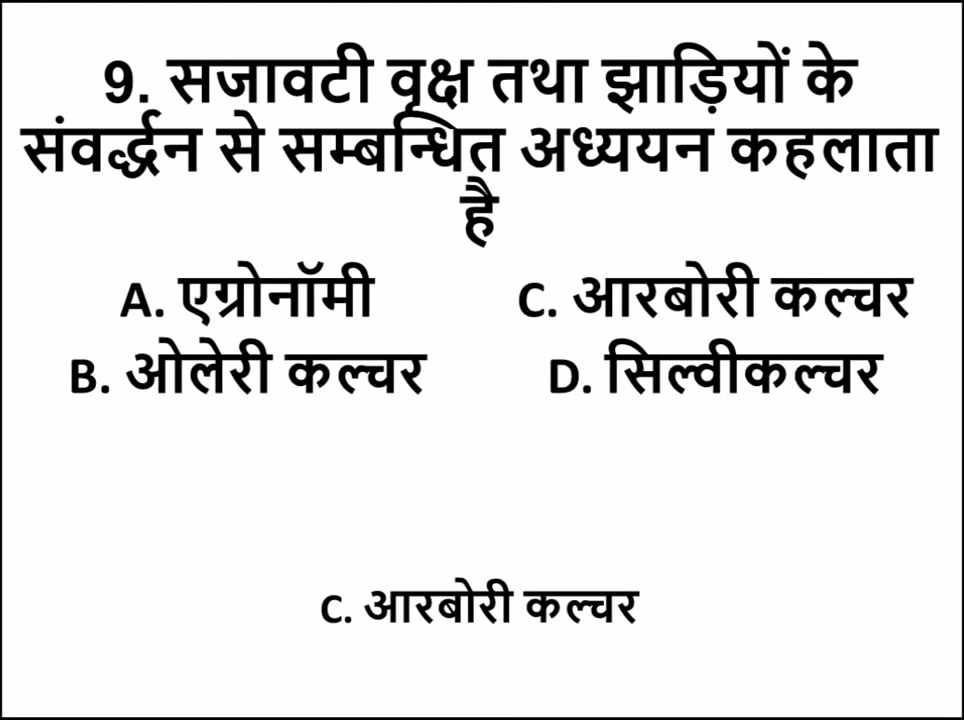 9. सजावटी वृक्ष तथा झाड़ियों के
संवर्द्धन से सम्बन्धित अध्ययन कहलाता
है
A. एग्रोनॉमी C. आरबोरी कल्चर
B. ओलेरी कल्चर D. सिल्वीकल्चर
C. आरबोरी कल्चर